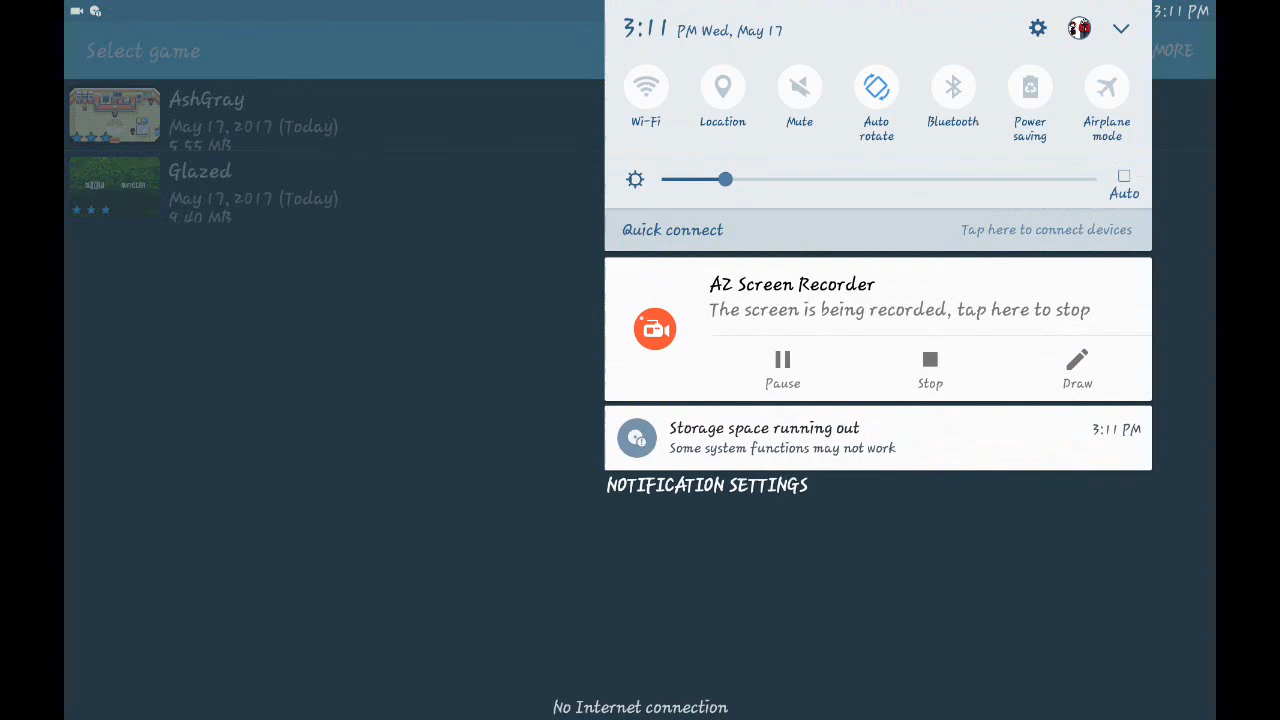 3:11 PM
Select game
MORE
AshGray
May 17, 2017 (Today)
5.55 MB
Glazed
May 17, 2017 (Today)
9.40 MB
3:11 PM Wed, May 17
Wi-Fi
Location
Mute
Auto
rotate
Bluetooth
Power
saving
Airplane
mode
Auto
Quick connect
Tap here to connect devices
AZ Screen Recorder
The screen is being recorded, tap here to stop
Pause
Stop
Draw
Storage space running out
3:11 PM
Some system functions may not work
NOTIFICATION SETTINGS
No Internet connection